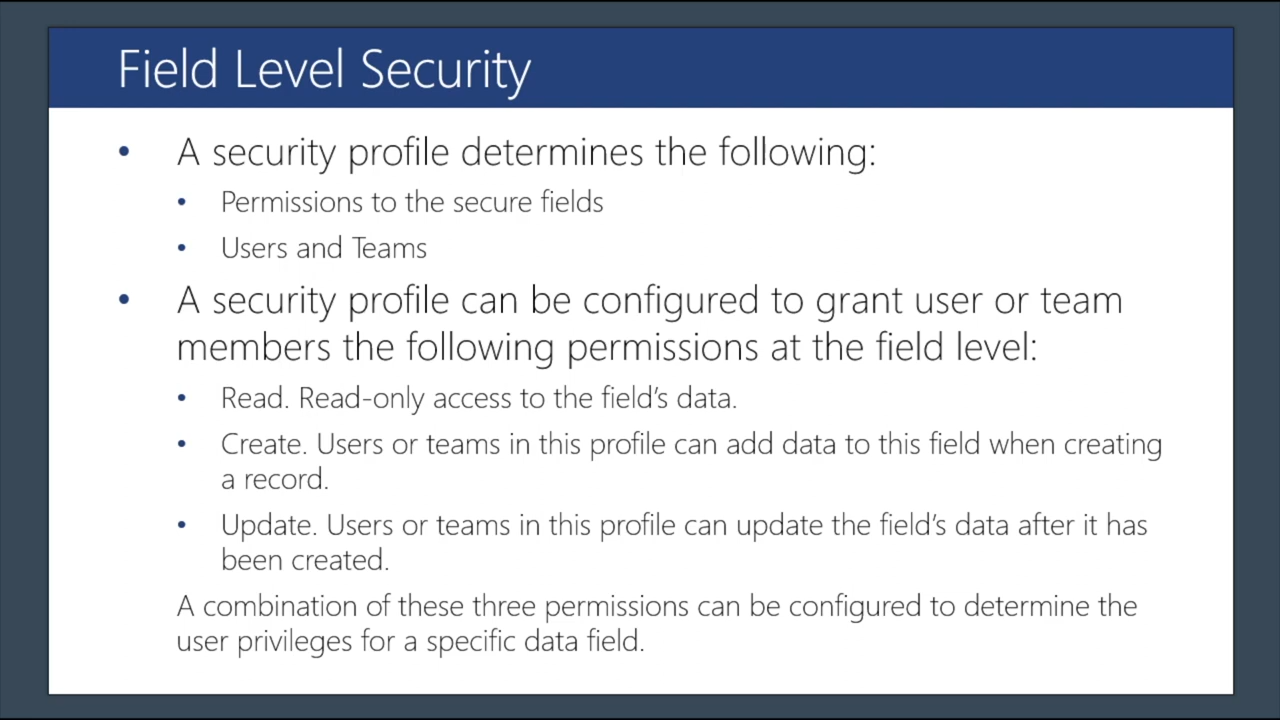 Field Level Security
• A security profile determines the following:
• Permissions to the secure fields
• Users and Teams
• A security profile can be configured to grant user or team
members the following permissions at the field level:
• Read. Read-only access to the field’s data.
• Create. Users or teams in this profile can add data to this field when creating
a record.
• Update. Users or teams in this profile can update the field’s data after it has
been created.
A combination of these three permissions can be configured to determine the
user privileges for a specific data field.